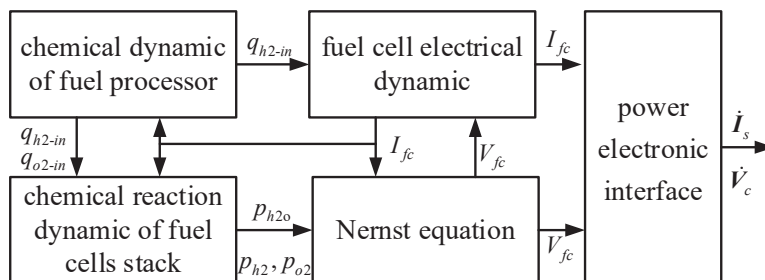 chemical dynamic
of fuel processor
q_{h2-in}
fuel cell electrical
dynamic
I_{fc}
power
electronic
interface
İ_s
V̇_c
q_{h2-in}
q_{o2-in}
I_{fc}
V_{fc}
chemical reaction
dynamic of fuel
cells stack
p_{h2o}
p_{h2}, p_{o2}
Nernst equation
V_{fc}